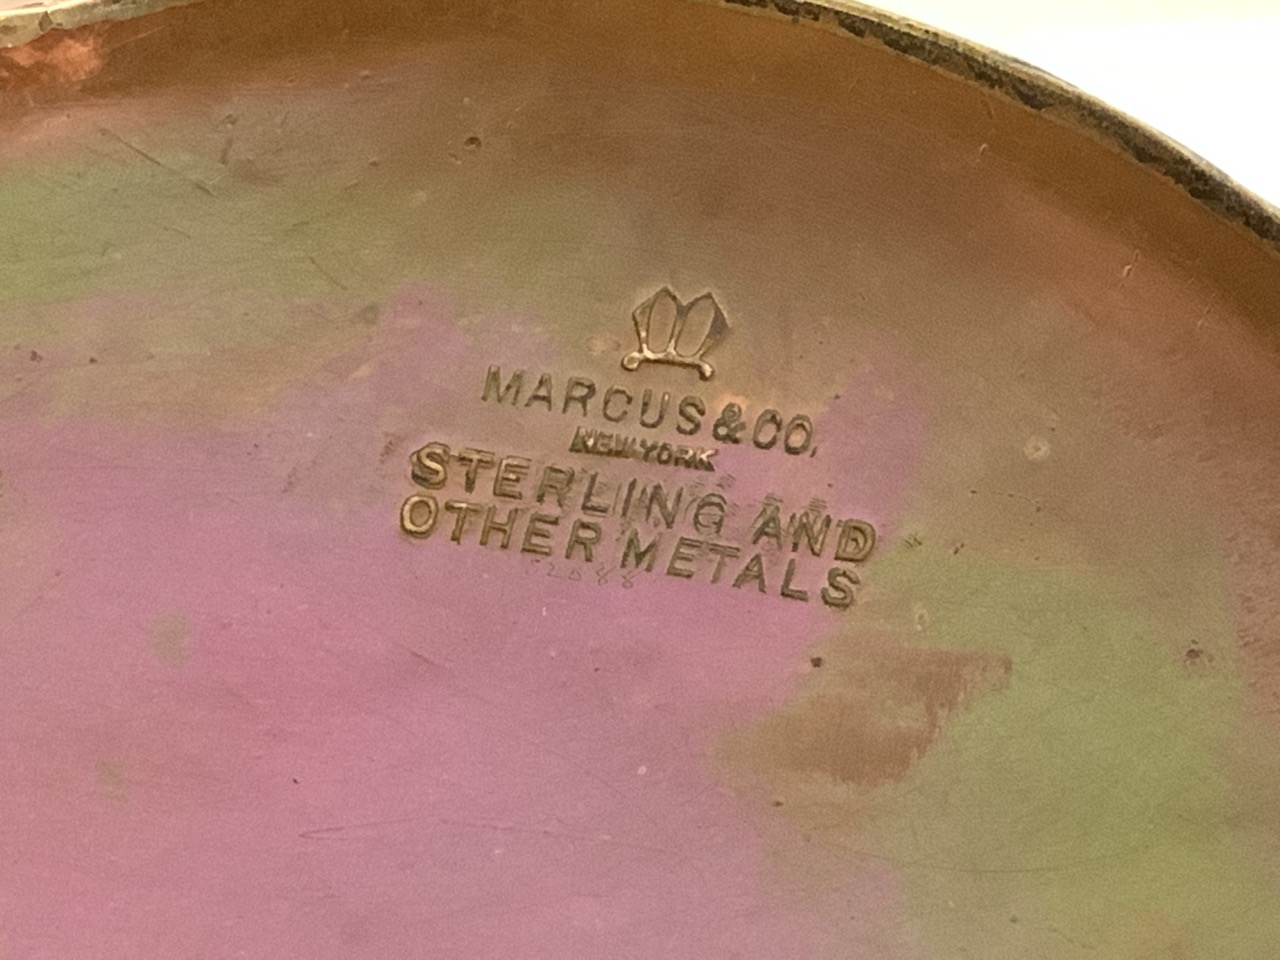 MARCUS & CO.
NEW YORK
STERLING AND
OTHER METALS